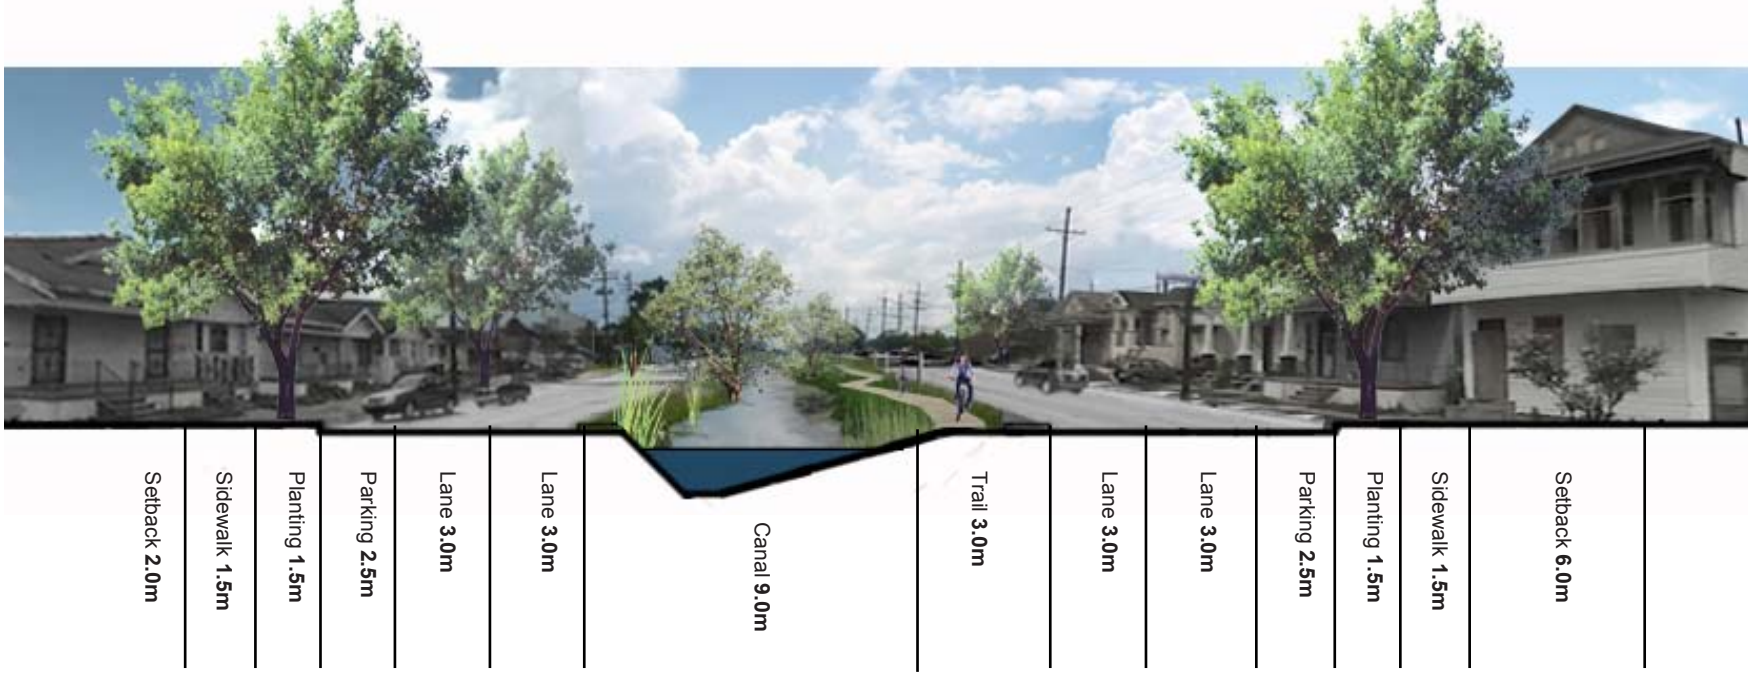 Setback 2.0m
Sidewalk 1.5m
Planting 1.5m
Parking 2.5m
Lane 3.0m
Lane 3.0m
Canal 9.0m
Trail 3.0m
Lane 3.0m
Lane 3.0m
Parking 2.5m
Planting 1.5m
Sidewalk 1.5m
Setback 6.0m